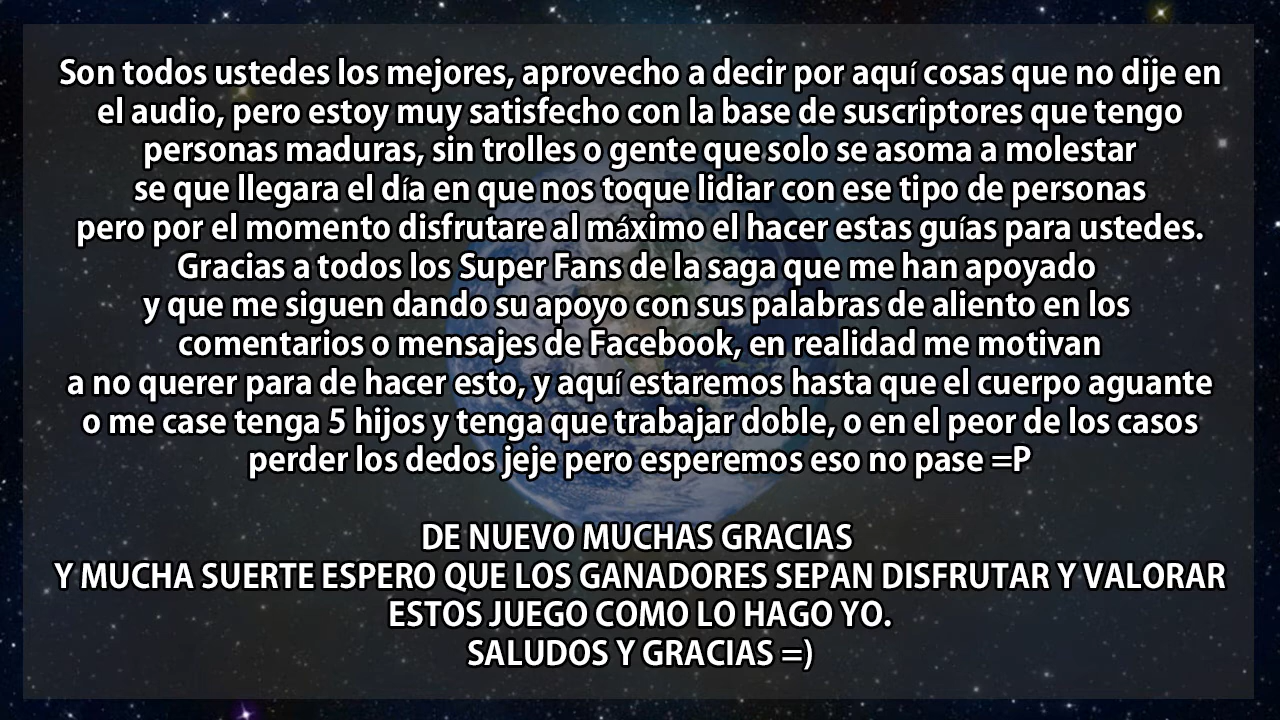 Son todos ustedes los mejores, aprovecho a decir por aquí cosas que no dije en
el audio, pero estoy muy satisfecho con la base de suscriptores que tengo
personas maduras, sin trolles o gente que solo se asoma a molestar
se que llegara el día en que nos toque lidiar con ese tipo de personas
pero por el momento disfrutare al máximo el hacer estas guías para ustedes.
Gracias a todos los Super Fans de la saga que me han apoyado
y que me siguen dando su apoyo con sus palabras de aliento en los
comentarios o mensajes de Facebook, en realidad me motivan
a no querer para de hacer esto, y aquí estaremos hasta que el cuerpo aguante
o me case tenga 5 hijos y tenga que trabajar doble, o en el peor de los casos
perder los dedos jeje pero esperemos eso no pase =P
DE NUEVO MUCHAS GRACIAS
Y MUCHA SUERTE ESPERO QUE LOS GANADORES SEPAN DISFRUTAR Y VALORAR
ESTOS JUEGO COMO LO HAGO YO.
SALUDOS Y GRACIAS =)